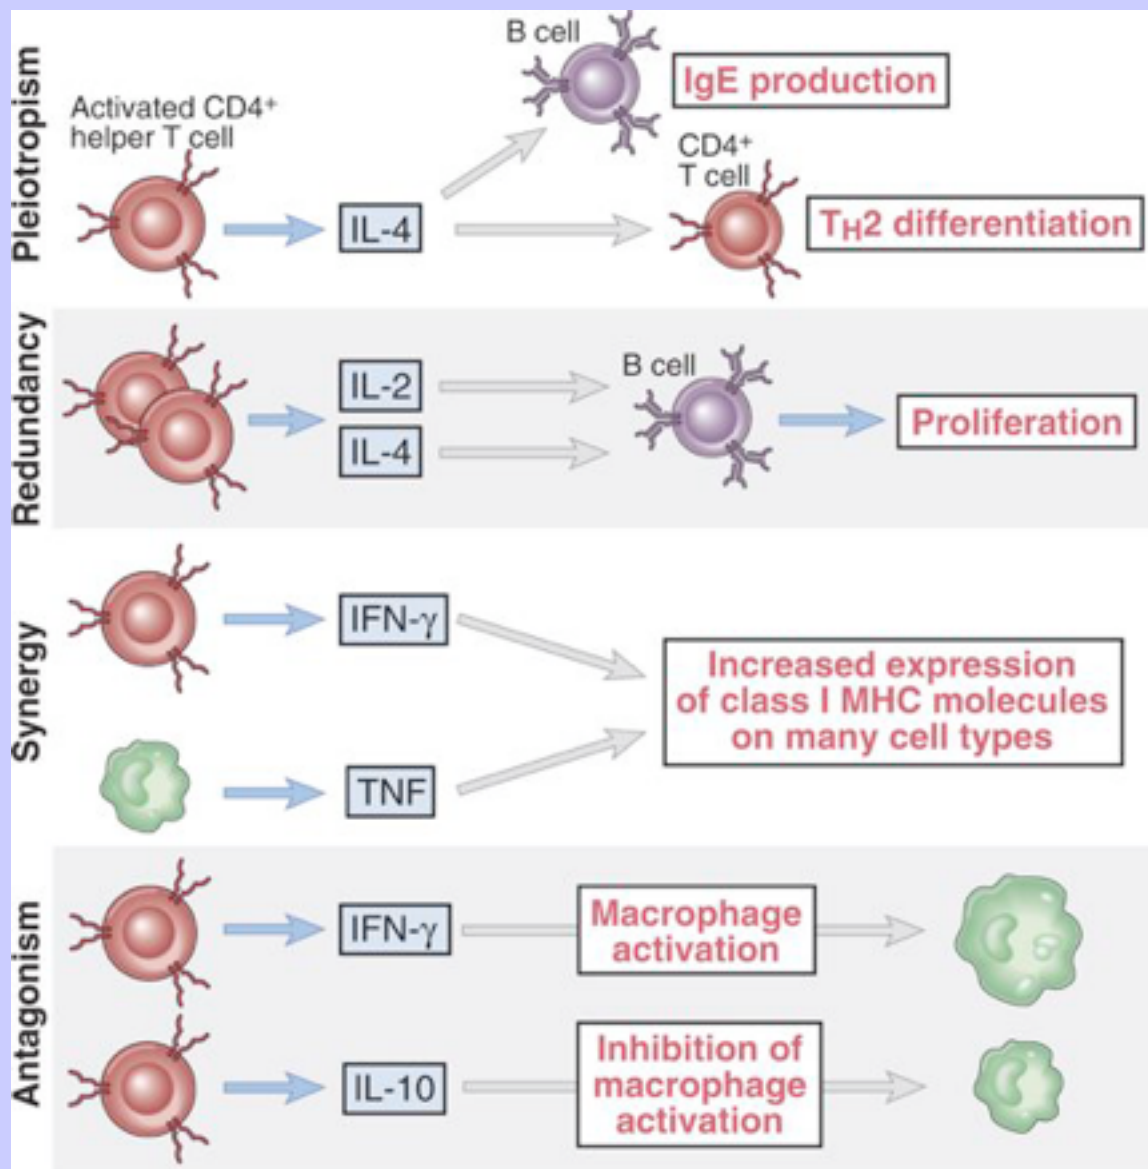 Pleiotropism
Activated CD4+
helper T cell
IL-4
B cell
IgE production
CD4+
T cell
TH2 differentiation
Redundancy
IL-2
IL-4
B cell
Proliferation
Synergy
IFN-γ
TNF
Increased expression
of class I MHC molecules
on many cell types
Antagonism
IFN-γ
Macrophage
activation
IL-10
Inhibition of
macrophage
activation